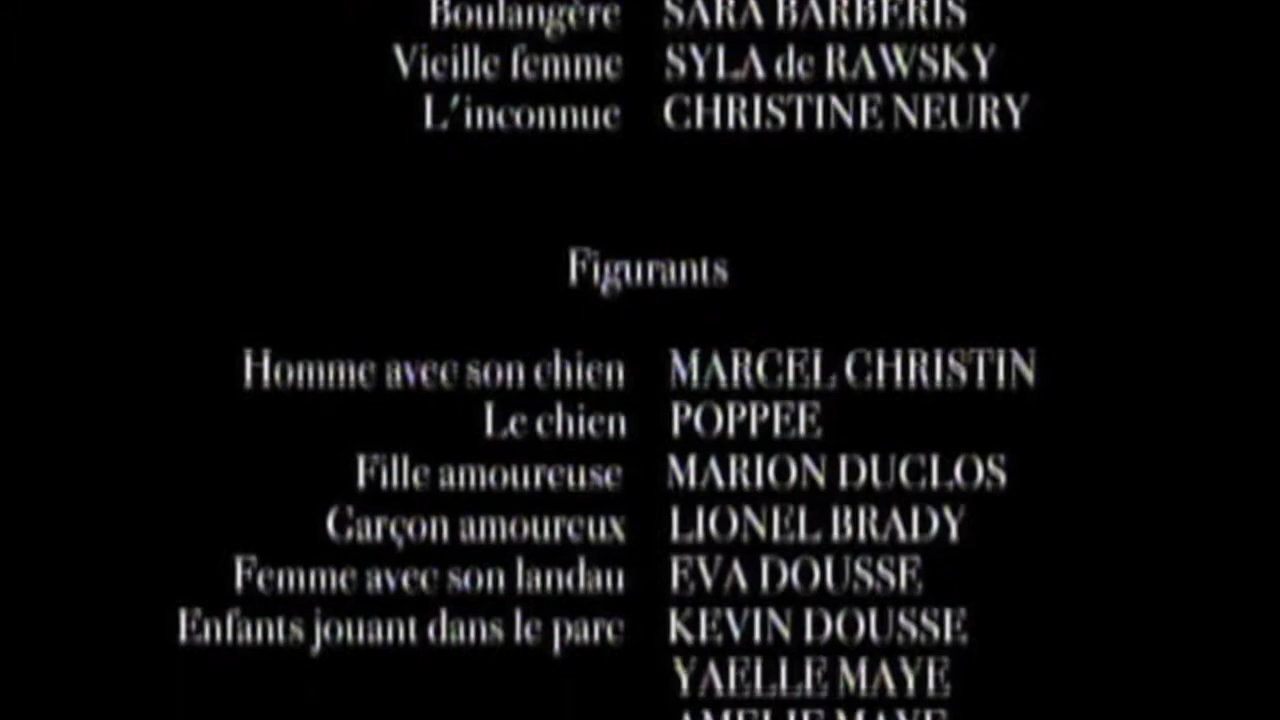 Boulangère SARA BARBERIS
Vieille femme SYLA de RAWSKY
L'inconnue CHRISTINE NEURY
Figurants
Homme avec son chien MARCEL CHRISTIN
Le chien POPPEE
Fille amoureuse MARION DUCLOS
Garçon amoureux LIONEL BRADY
Femme avec son landau EVA DOUSSE
Enfants jouant dans le parc KEVIN DOUSSE
YAELLE MAYE
AMELIE MAYE